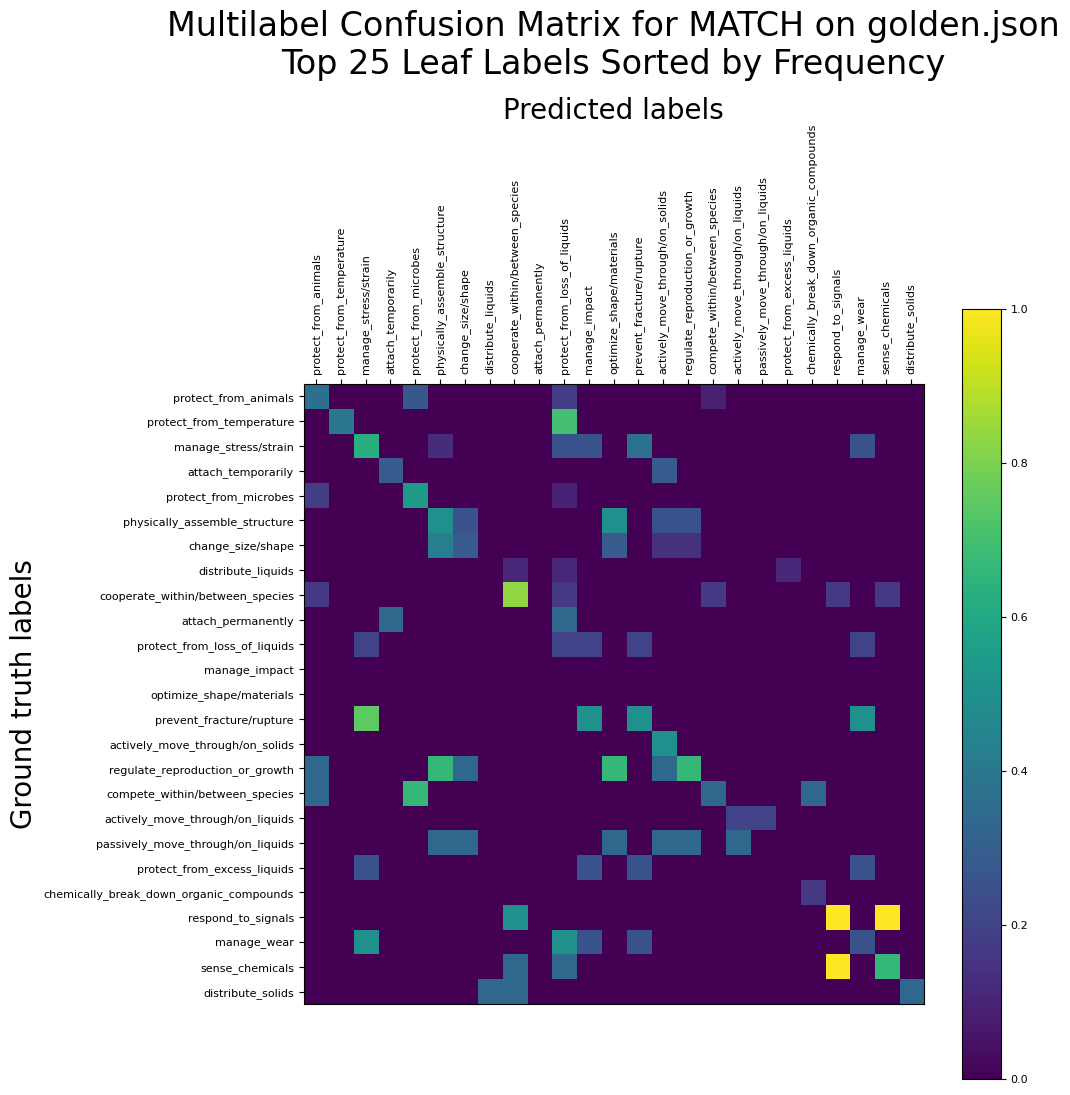 Multilabel Confusion Matrix for MATCH on golden.json
Top 25 Leaf Labels Sorted by Frequency
Predicted labels
protect_from_animals
protect_from_temperature
manage_stress/strain
attach_temporarily
protect_from_microbes
physically_assemble_structure
change_size/shape
distribute_liquids
cooperate_within/between_species
attach_permanently
protect_from_loss_of_liquids
manage_impact
optimize_shape/materials
prevent_fracture/rupture
actively_move_through/on_solids
regulate_reproduction_or_growth
compete_within/between_species
actively_move_through/on_liquids
passively_move_through/on_liquids
protect_from_excess_liquids
chemically_break_down_organic_compounds
respond_to_signals
manage_wear
sense_chemicals
distribute_solids
Ground truth labels
protect_from_animals
protect_from_temperature
manage_stress/strain
attach_temporarily
protect_from_microbes
physically_assemble_structure
change_size/shape
distribute_liquids
cooperate_within/between_species
attach_permanently
protect_from_loss_of_liquids
manage_impact
optimize_shape/materials
prevent_fracture/rupture
actively_move_through/on_solids
regulate_reproduction_or_growth
compete_within/between_species
actively_move_through/on_liquids
passively_move_through/on_liquids
protect_from_excess_liquids
chemically_break_down_organic_compounds
respond_to_signals
manage_wear
sense_chemicals
distribute_solids
1.0
0.8
0.6
0.4
0.2
0.0